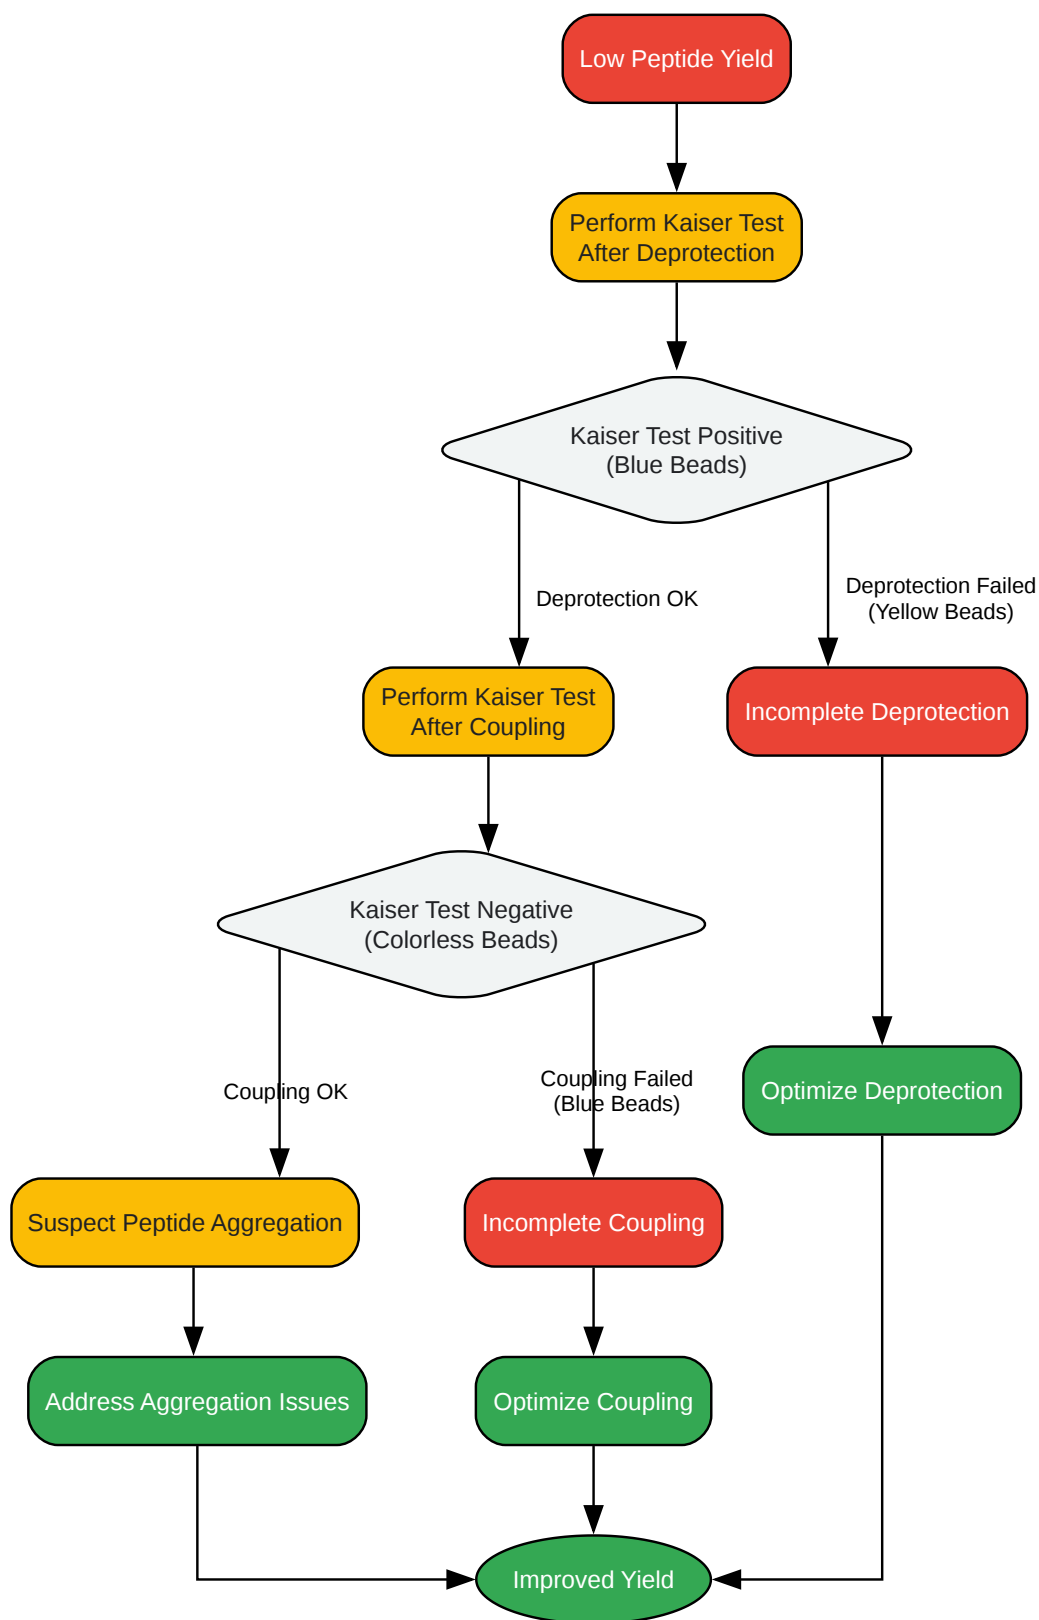 Low Peptide Yield
Perform Kaiser Test
After Deprotection
Kaiser Test Positive
(Blue Beads)
Deprotection OK
Deprotection Failed
(Yellow Beads)
Perform Kaiser Test
After Coupling
Incomplete Deprotection
Kaiser Test Negative
(Colorless Beads)
Coupling OK
Coupling Failed
(Blue Beads)
Optimize Deprotection
Suspect Peptide Aggregation
Incomplete Coupling
Address Aggregation Issues
Optimize Coupling
Improved Yield